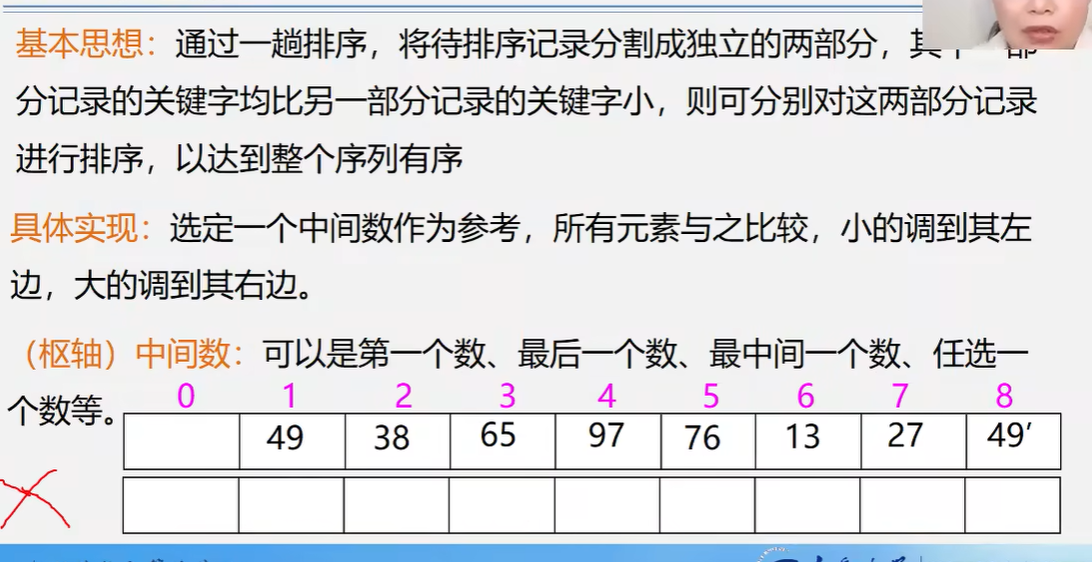 基本思想：通过一趟排序，将待排序记录分割成独立的两部分，其
分记录的关键字均比另一部分记录的关键字小，则可分别对这两部分记录
进行排序，以达到整个序列有序
具体实现：选定一个中间数作为参考，所有元素与之比较，小的调到其左
边，大的调到其右边。
（枢轴）中间数：可以是第一个数、最后一个数、最中间一个数、任选一
个数等。
0 1 2 3 4 5 6 7 8
49 38 65 97 76 13 27 49′